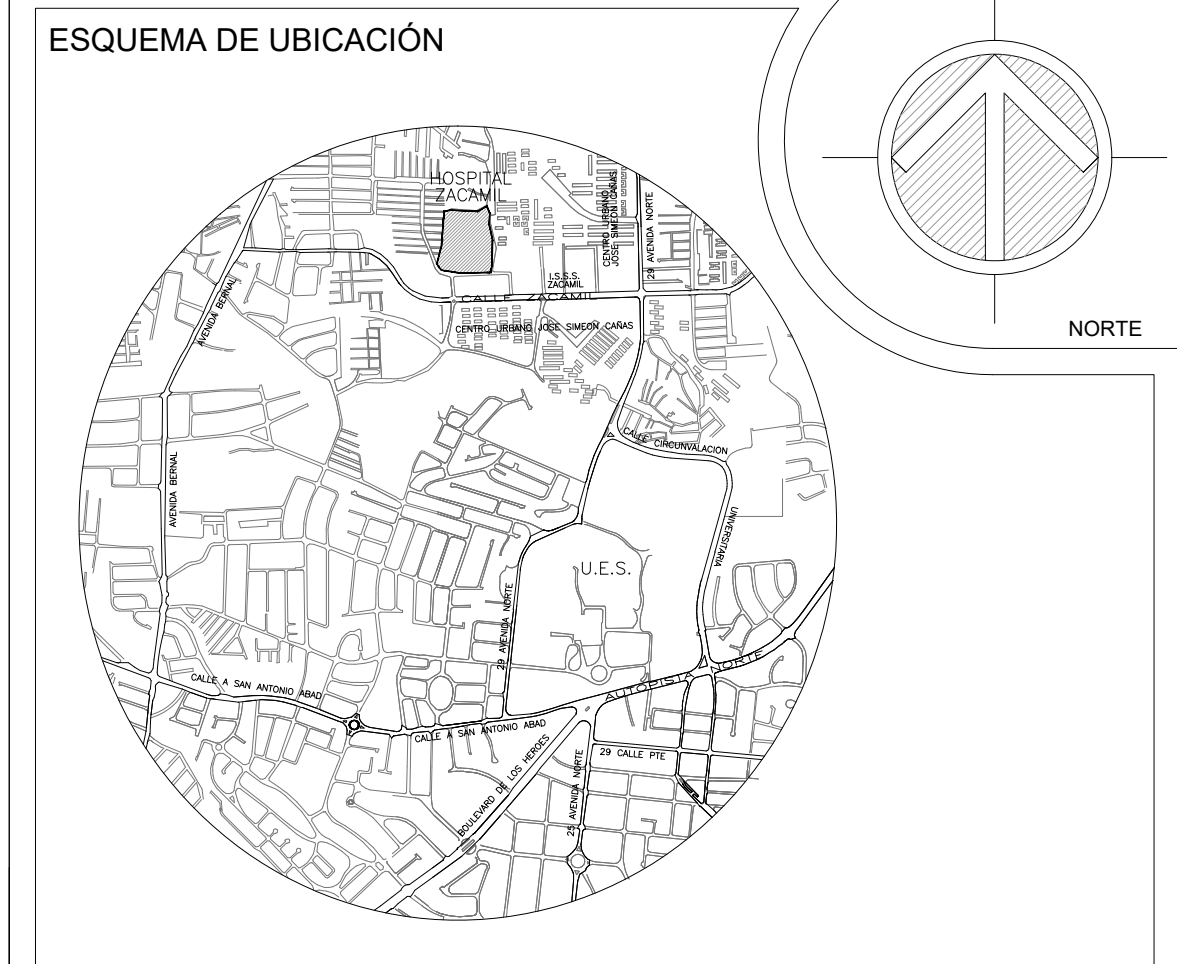 ESQUEMA DE UBICACIÓN
NORTE
HOSPITAL
ZACAMIL
CENTRO URBANO
JOSE SIMEON CAÑAS
29 AVENIDA NORTE
I.S.S.S.
ZACAMIL
CALLE ZACAMIL
AVENIDA BERNAL
CENTRO URBANO JOSE SIMEON CAÑAS
CALLE CIRCUNVALACION
AVENIDA BERNAL
UNIVERSITARIA
U.E.S.
29 AVENIDA NORTE
CALLE A SAN ANTONIO ABAD
AUTOPISTA NORTE
CALLE A SAN ANTONIO ABAD
29 CALLE PTE
BOULEVARD DE LOS HEROES
25 AVENIDA NORTE